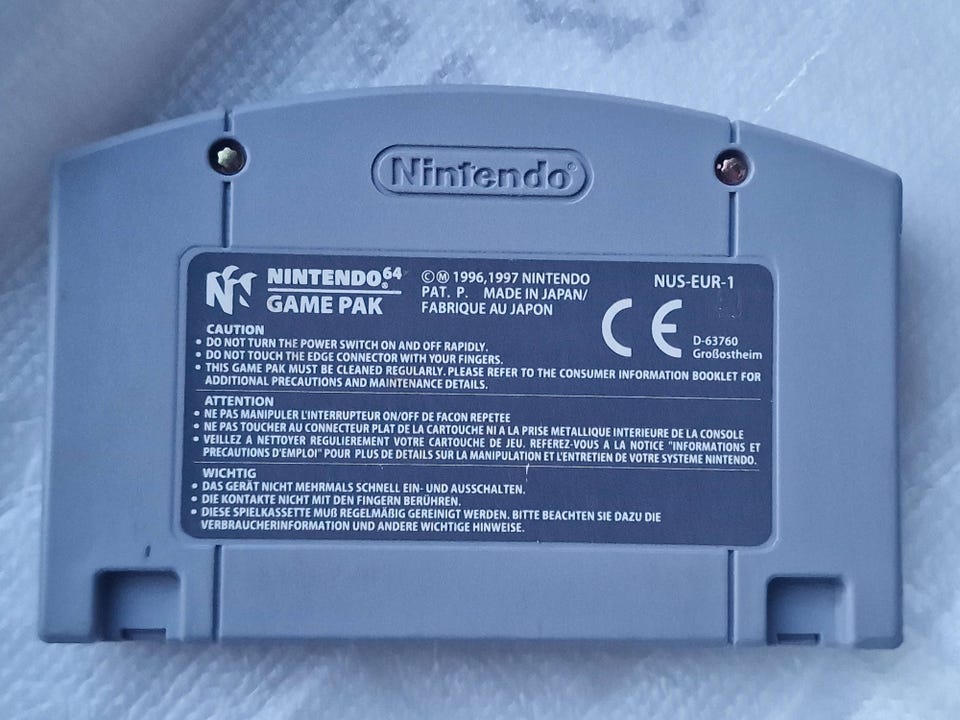 Nintendo®
NINTENDO®64
GAME PAK
©Ⓜ 1996,1997 NINTENDO
PAT. P. MADE IN JAPAN/
FABRIQUE AU JAPON
NUS-EUR-1
CE
D-63760
Großostheim
CAUTION
• DO NOT TURN THE POWER SWITCH ON AND OFF RAPIDLY.
• DO NOT TOUCH THE EDGE CONNECTOR WITH YOUR FINGERS.
• THIS GAME PAK MUST BE CLEANED REGULARLY. PLEASE REFER TO THE CONSUMER INFORMATION BOOKLET FOR
ADDITIONAL PRECAUTIONS AND MAINTENANCE DETAILS.
ATTENTION
• NE PAS MANIPULER L'INTERRUPTEUR ON/OFF DE FACON REPETEE
• NE PAS TOUCHER AU CONNECTEUR PLAT DE LA CARTOUCHE NI A LA PRISE METALLIQUE INTERIEURE DE LA CONSOLE
• VEILLEZ A NETTOYER REGULIEREMENT VOTRE CARTOUCHE DE JEU. REFEREZ-VOUS A LA NOTICE "INFORMATIONS ET
PRECAUTIONS D'EMPLOI" POUR PLUS DE DETAILS SUR LA MANIPULATION ET L'ENTRETIEN DE VOTRE SYSTEME NINTENDO.
WICHTIG
• DAS GERÄT NICHT MEHRMALS SCHNELL EIN- UND AUSSCHALTEN.
• DIE KONTAKTE NICHT MIT DEN FINGERN BERÜHREN.
• DIESE SPIELKASSETTE MUß REGELMÄßIG GEREINIGT WERDEN. BITTE BEACHTEN SIE DAZU DIE
VERBRAUCHERINFORMATION UND ANDERE WICHTIGE HINWEISE.